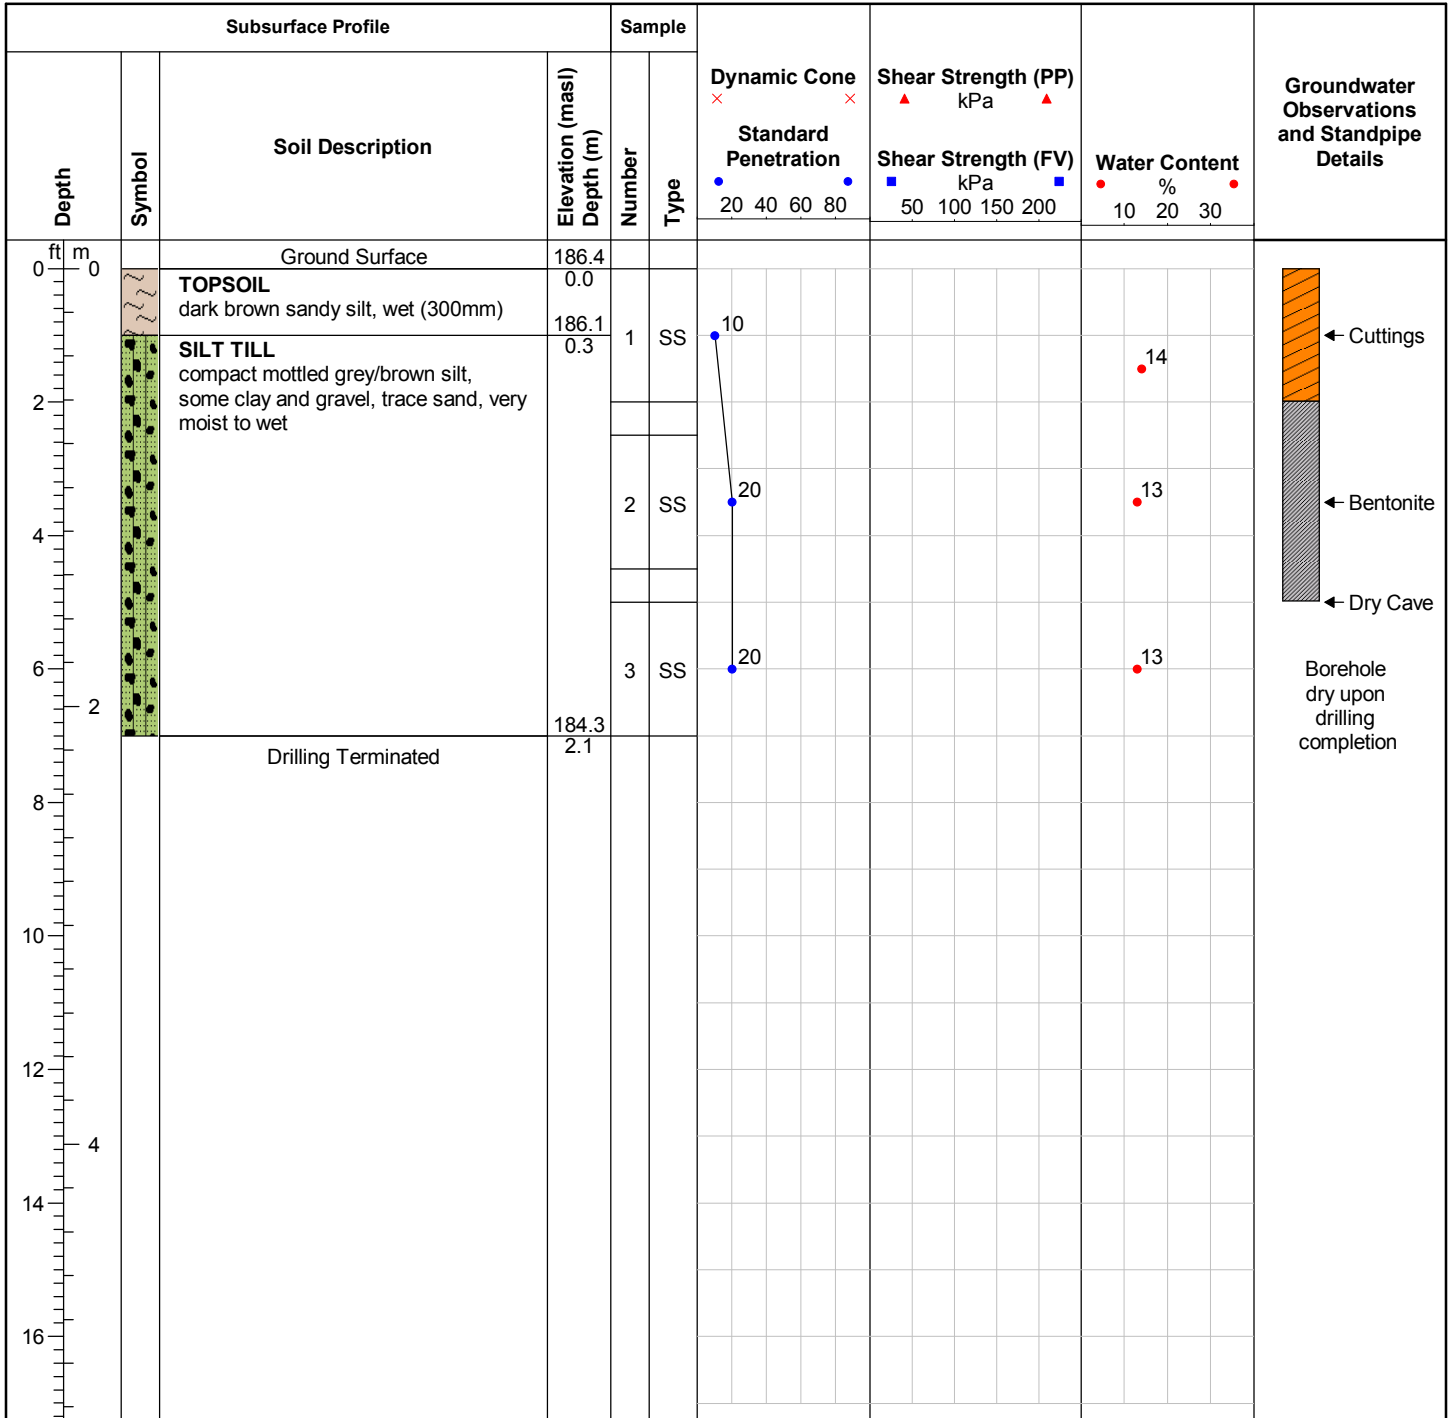 Subsurface Profile
Sample
Depth
Symbol
Soil Description
Elevation (masl)
Depth (m)
Number
Type
Dynamic Cone
Standard
Penetration
20 40 60 80
Shear Strength (PP)
kPa
Shear Strength (FV)
kPa
50 100 150 200
Water Content
%
10 20 30
Groundwater
Observations
and Standpipe
Details
ft m
Ground Surface
186.4
0 0
TOPSOIL
0.0
dark brown sandy silt, wet (300mm)
186.1
SILT TILL
0.3
compact mottled grey/brown silt,
some clay and gravel, trace sand, very
moist to wet
1 SS
10
14
Cuttings
2
2 SS
20
13
Bentonite
4
Dry Cave
3 SS
20
13
6
2
Borehole
dry upon
drilling
completion
184.3
2.1
Drilling Terminated
8
10
12
4
14
16